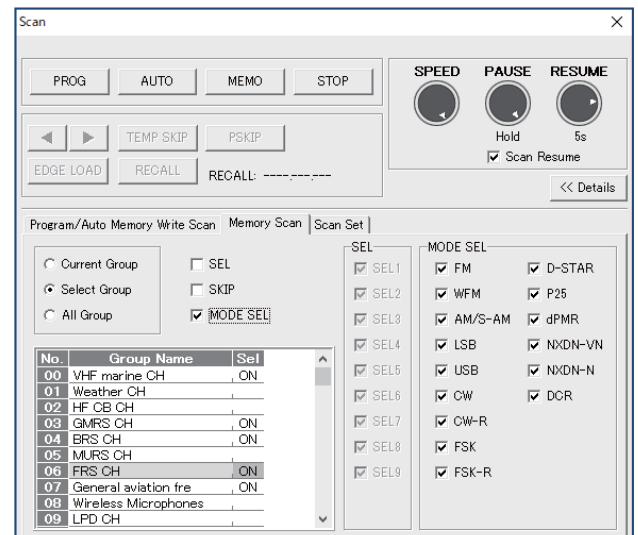 Scan
PROG AUTO MEMO STOP
SPEED PAUSE RESUME
Hold 5s
Scan Resume
TEMP SKIP PSKIP
EDGE LOAD RECALL RECALL: ----.---.---
<< Details
Program/Auto Memory Write Scan Memory Scan Scan Set
Current Group
Select Group
All Group
SEL
SKIP
MODE SEL
No. Group Name Sel
00 VHF marine CH ON
01 Weather CH
02 HF CB CH
03 GMRS CH ON
04 BRS CH ON
05 MURS CH
06 FRS CH ON
07 General aviation fre ON
08 Wireless Microphones
09 LPD CH
SEL
SEL1
SEL2
SEL3
SEL4
SEL5
SEL6
SEL7
SEL8
SEL9
MODE SEL
FM D-STAR
WFM P25
AM/S-AM dPMR
LSB NXDN-VN
USB NXDN-N
CW DCR
CW-R
FSK
FSK-R